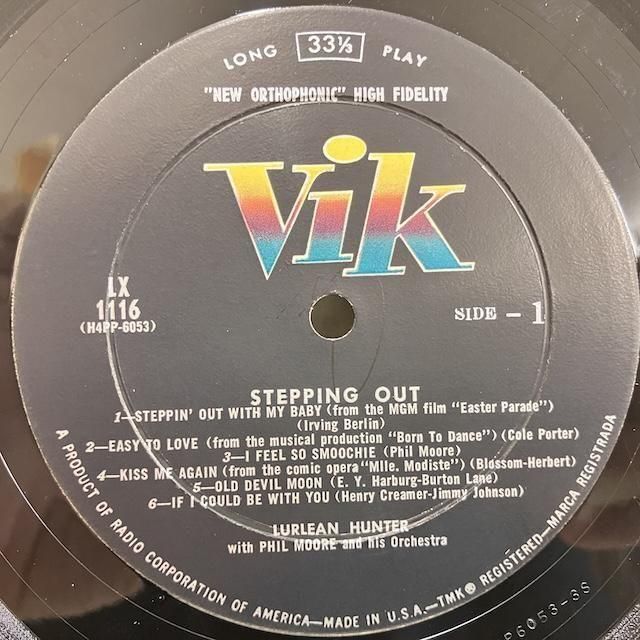 LONG 33⅓ PLAY
"NEW ORTHOPHONIC" HIGH FIDELITY
Vik
LX
1116
(H4PP-6053)
SIDE - 1
STEPPING OUT
1—STEPPIN' OUT WITH MY BABY (from the MGM film "Easter Parade")
(Irving Berlin)
2—EASY TO LOVE (from the musical production "Born To Dance") (Cole Porter)
3—I FEEL SO SMOOCHIE (Phil Moore)
4—KISS ME AGAIN (from the comic opera "Mlle. Modiste") (Blossom-Herbert)
5—OLD DEVIL MOON (E. Y. Harburg-Burton Lane)
6—IF I COULD BE WITH YOU (Henry Creamer-Jimmy Johnson)
LURLEAN HUNTER
with PHIL MOORE and his Orchestra
A PRODUCT OF RADIO CORPORATION OF AMERICA—MADE IN U.S.A.—TMK® REGISTERED—MARCA REGISTRADA
6053-3S